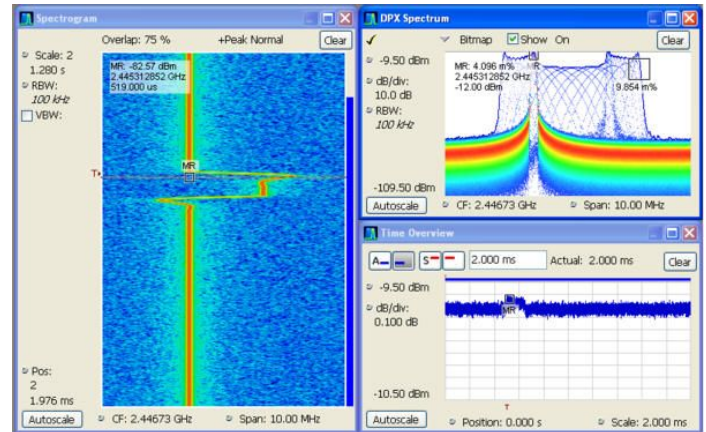 Spectrogram
Overlap: 75 %
+Peak Normal
Clear
Scale: 2
1.280 s
RBW:
100 kHz
VBW:
MR: -82.57 dBm
2.445312852 GHz
519.000 us
MR
T
Pos:
2
1.976 ms
Autoscale
CF: 2.44673 GHz
Span: 10.00 MHz
DPX Spectrum
Bitmap
Show
On
Clear
-9.50 dBm
dB/div:
10.0 dB
RBW:
100 kHz
MR: 4.096 m%
2.445312852 GHz
-12.00 dBm
MR
9.854 m%
-109.50 dBm
Autoscale
CF: 2.44673 GHz
Span: 10.00 MHz
Time Overview
A
S
2.000 ms
Actual: 2.000 ms
Clear
-9.50 dBm
dB/div:
0.100 dB
MR
-10.50 dBm
T
Autoscale
Position: 0.000 s
Scale: 2.000 ms